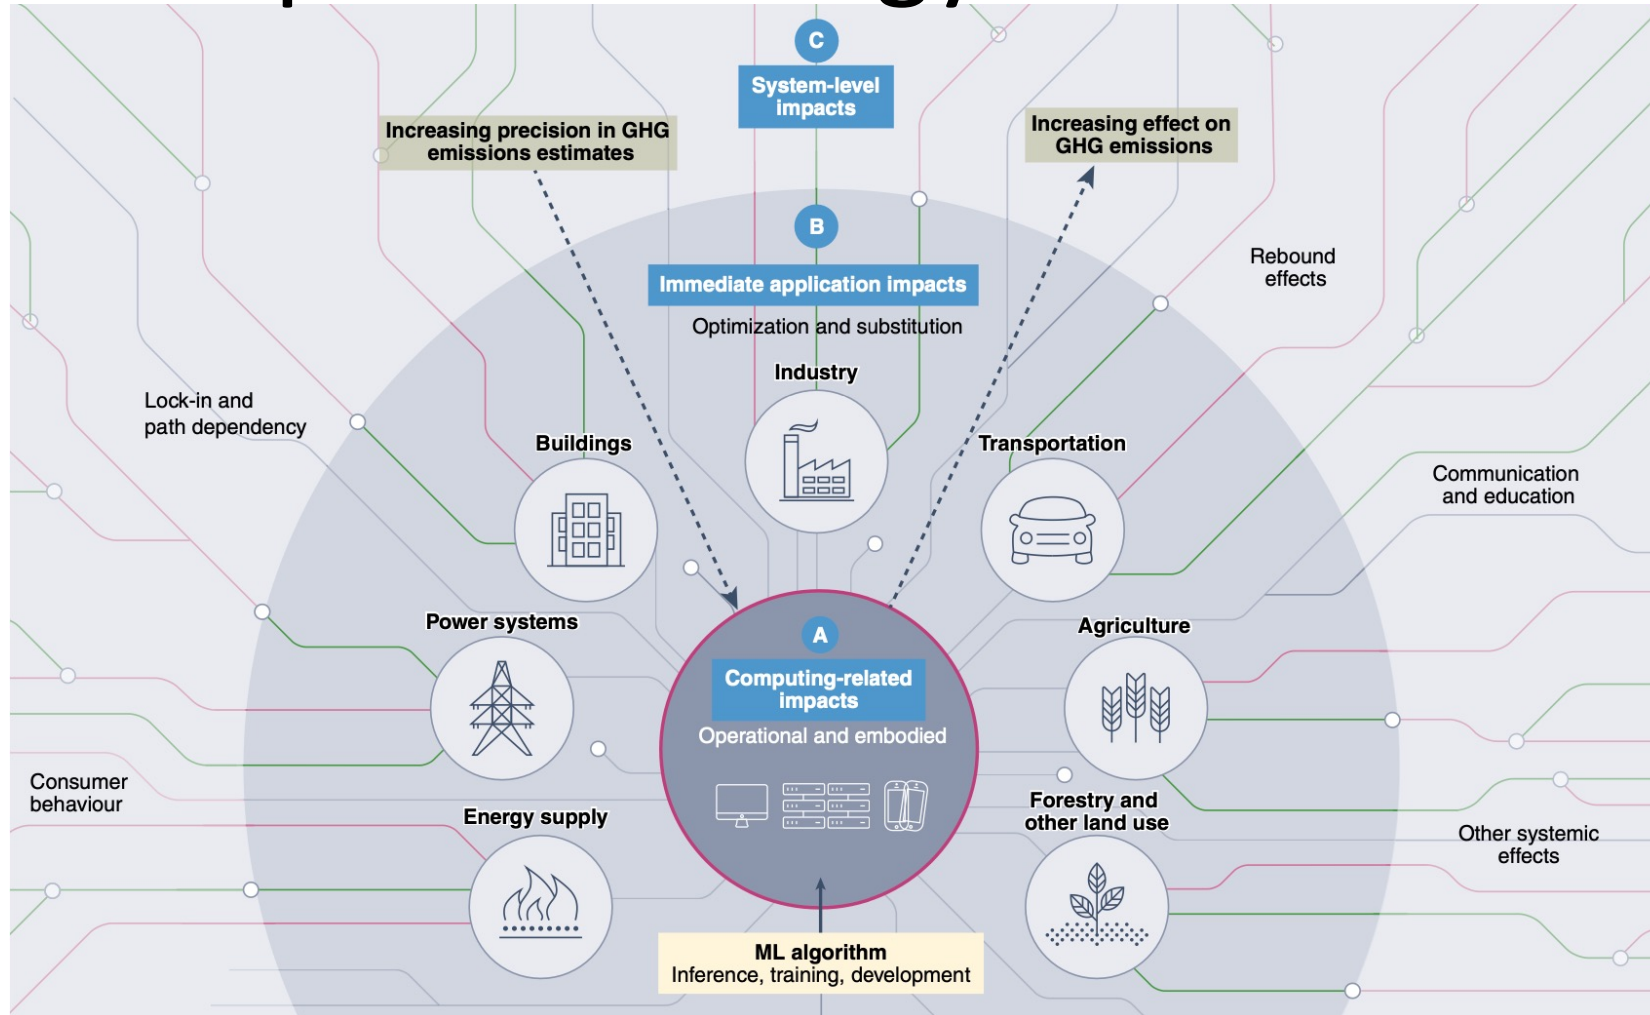 C
System-level
impacts
Increasing precision in GHG
emissions estimates
Increasing effect on
GHG emissions
B
Immediate application impacts
Optimization and substitution
Rebound
effects
Industry
Lock-in and
path dependency
Buildings
Transportation
Communication
and education
Power systems
A
Computing-related
impacts
Operational and embodied
Agriculture
Consumer
behaviour
Energy supply
Forestry and
other land use
Other systemic
effects
ML algorithm
Inference, training, development